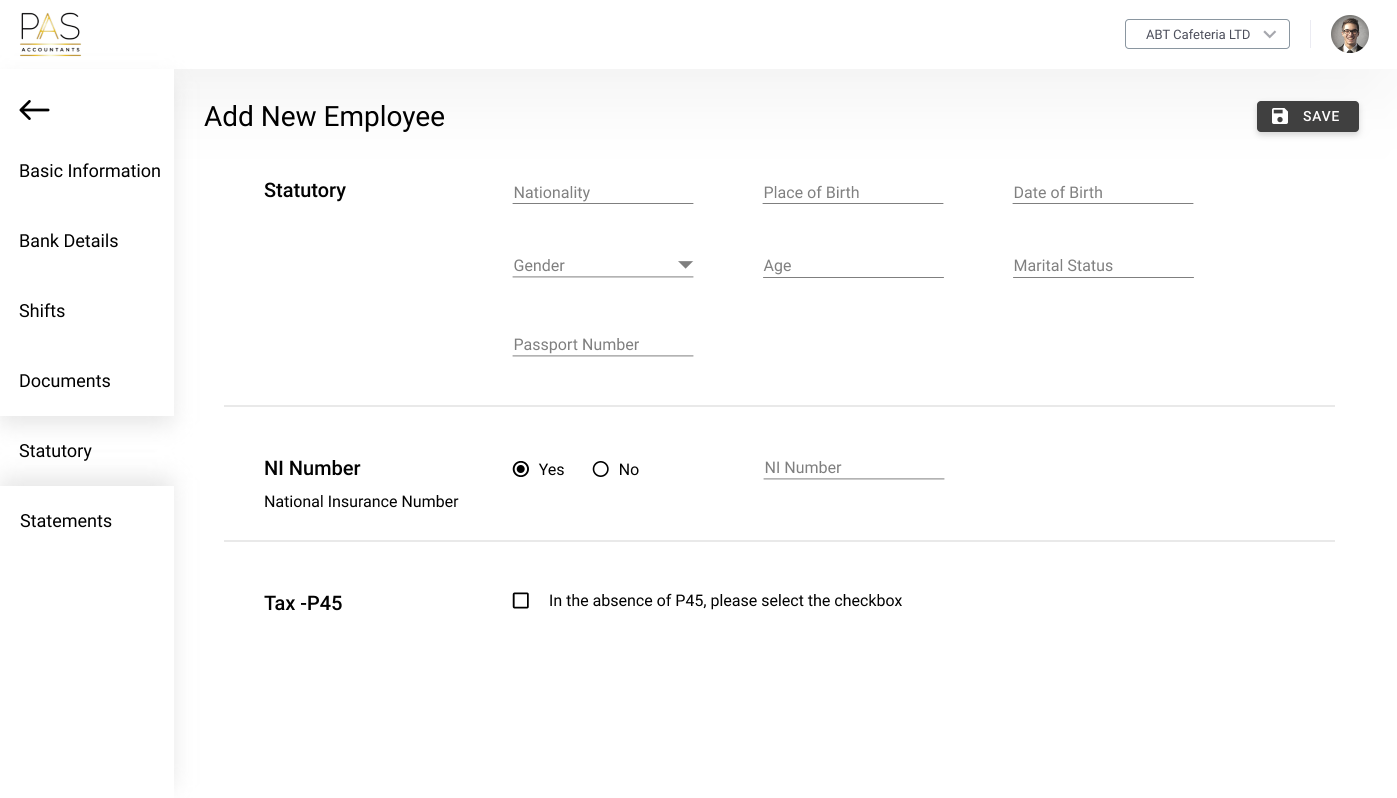 PAS
ACCOUNTANTS
ABT Cafeteria LTD
Add New Employee
SAVE
Basic Information
Bank Details
Shifts
Documents
Statutory
Statements
Statutory
Nationality
Place of Birth
Date of Birth
Gender
Age
Marital Status
Passport Number
NI Number
National Insurance Number
Yes
No
NI Number
Tax -P45
In the absence of P45, please select the checkbox